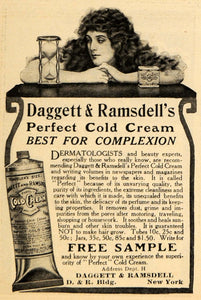 Daggett & Ramsdell's
Perfect Cold Cream
BEST FOR COMPLEXION
DERMATOLOGISTS and beauty experts,
especially those who really know, are recom-
mending Daggett & Ramsdell's Perfect Cold Cream
and writing volumes in newspapers and magazines
regarding its benefits to the skin. It is called
"Perfect" because of its unvarying quality, the
purity of its ingredients, the extreme cleanliness and
care with which it is made, the unusual benefits
to the skin, the delicacy of its perfume and its keep-
ing properties. It removes dust, grime and im-
purities from the pores after motoring, traveling,
shopping or housework. It soothes and heals sun-
burn and all other skin troubles. It is guaranteed
NOT to make hair grow. Tubes 10c, 25c and
50c; Jars, 35c, 50c, 85c and $1.50. Write for
FREE SAMPLE
and know by your own experience the superi-
ority of "Perfect" Cold Cream.
Address Dept. H
DAGGETT & RAMSDELL
D. & R. Bldg. New York
COLD CREAM